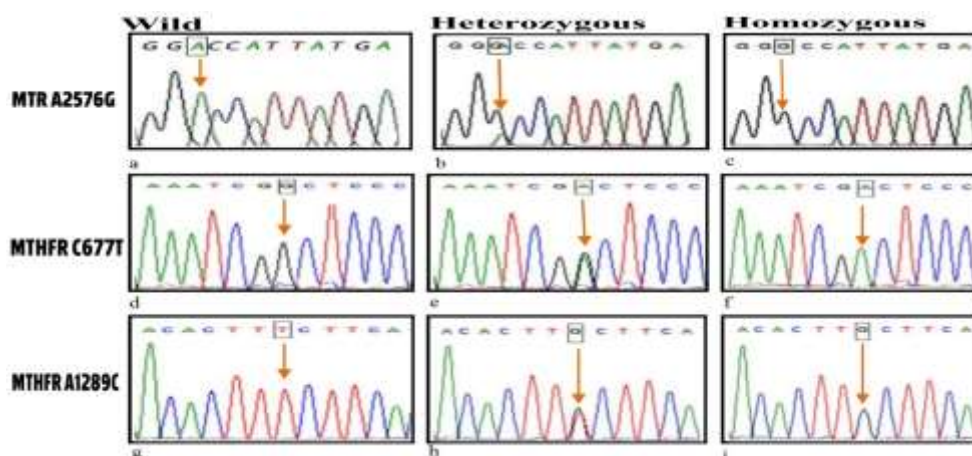 Wild Heterozygous Homozygous
MTR A2576G
G G A C C A T T A T G A
G G G C C A T T A T G A
G G G C C A T T A T G A
a b c
MTHFR C677T
A A A T C G G C T C C C
A A A T C G A C T C C C
A A A T C G A C T C C C
d e f
MTHFR A1289C
A C A C T T T C T T C A
A C A C T T G C T T C A
A C A C T T G C T T C A
g h i